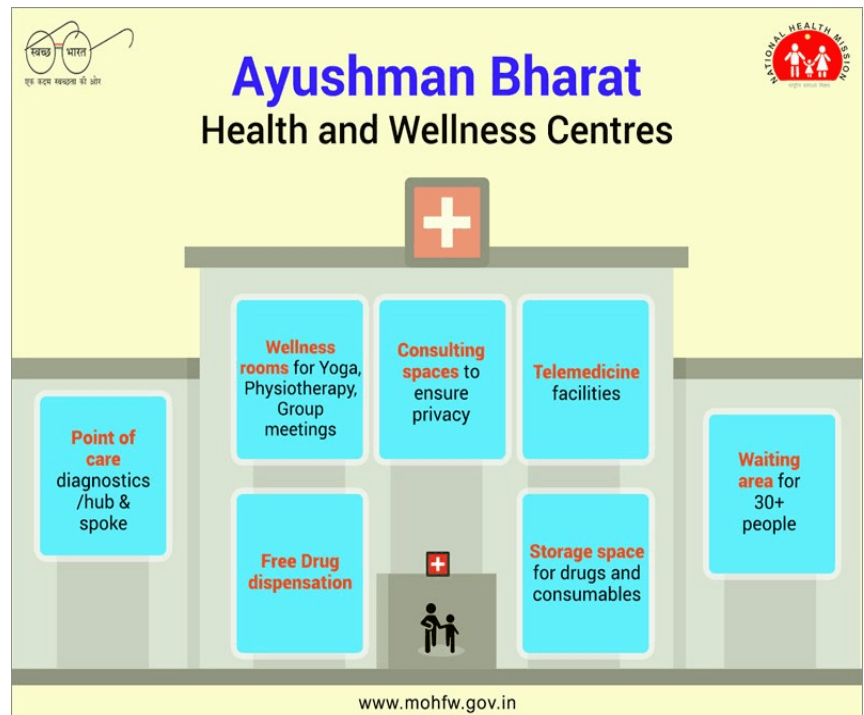 स्वच्छ भारत
एक कदम स्वच्छता की ओर
NATIONAL HEALTH MISSION
Ayushman Bharat
Health and Wellness Centres
Wellness
rooms for Yoga,
Physiotherapy,
Group
meetings
Consulting
spaces to
ensure
privacy
Telemedicine
facilities
Point of
care
diagnostics
/hub &
spoke
Waiting
area for
30+
people
Free Drug
dispensation
Storage space
for drugs and
consumables
www.mohfw.gov.in